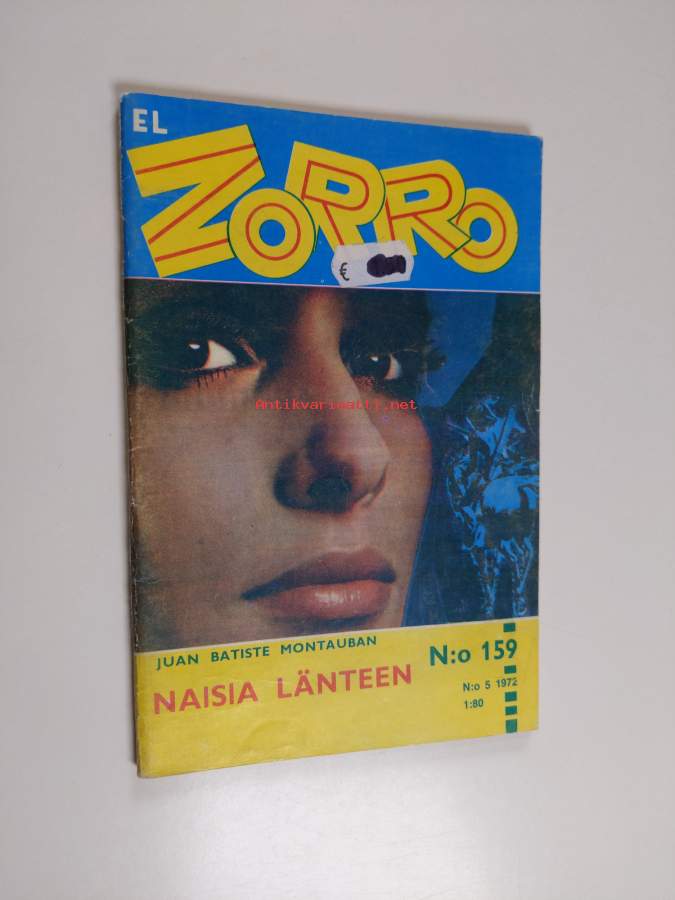 EL
ZORRO
€
Antikvariaatti.net
JUAN BATISTE MONTAUBAN
NAISIA LÄNTEEN
N:o 159
N:o 5 1972
1:80